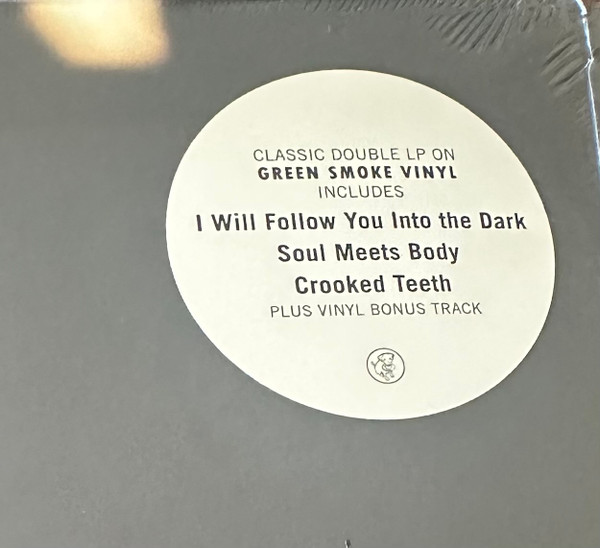 CLASSIC DOUBLE LP ON
GREEN SMOKE VINYL
INCLUDES
I Will Follow You Into the Dark
Soul Meets Body
Crooked Teeth
PLUS VINYL BONUS TRACK